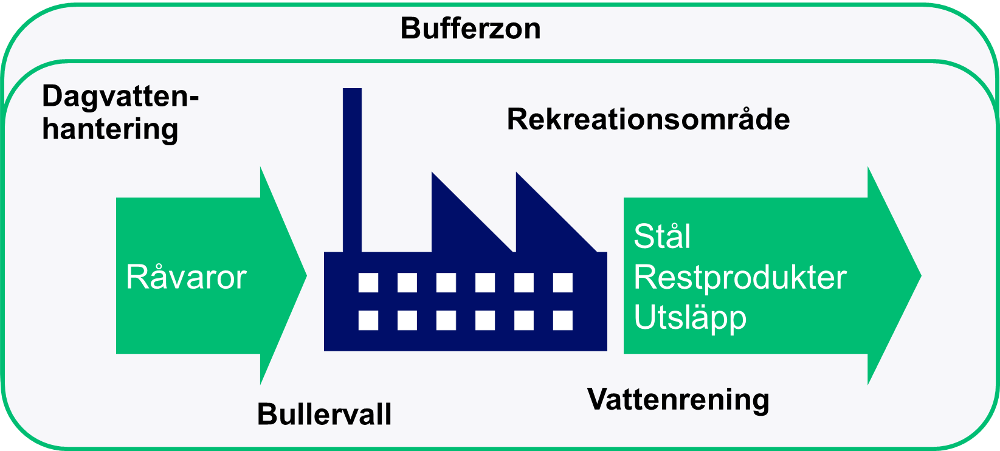 Bufferzon
Dagvatten-
hantering
Rekreationsområde
Råvaror
Stål
Restprodukter
Utsläpp
Bullervall
Vattenrening